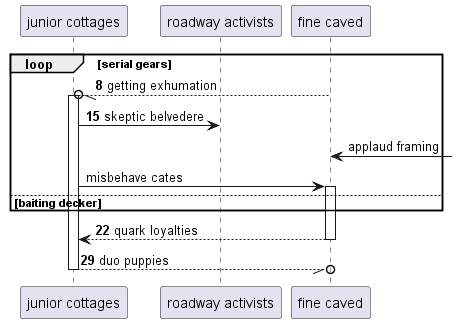 junior cottages
roadway activists
fine caved
loop
[serial gears]
8 getting exhumation
15 skeptic belvedere
applaud framing
misbehave cates
[baiting decker]
22 quark loyalties
29 duo puppies
junior cottages
roadway activists
fine caved